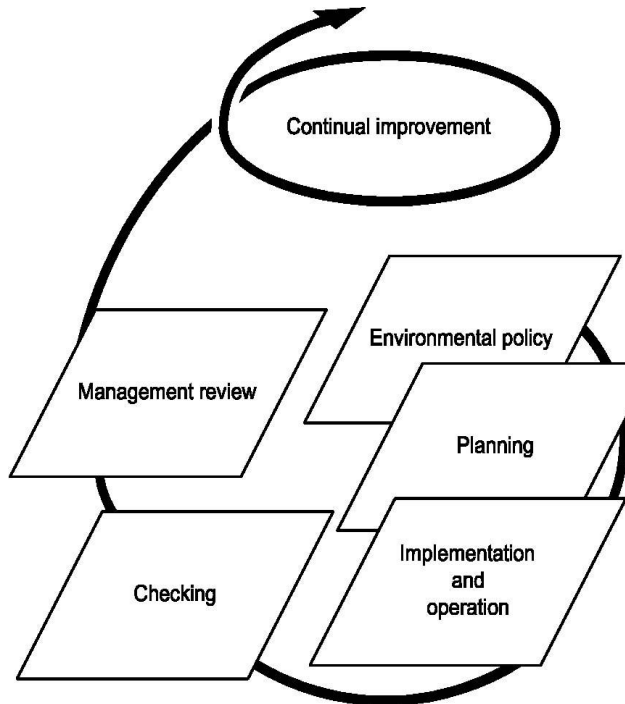 Continual improvement
Environmental policy
Management review
Planning
Implementation
and
operation
Checking